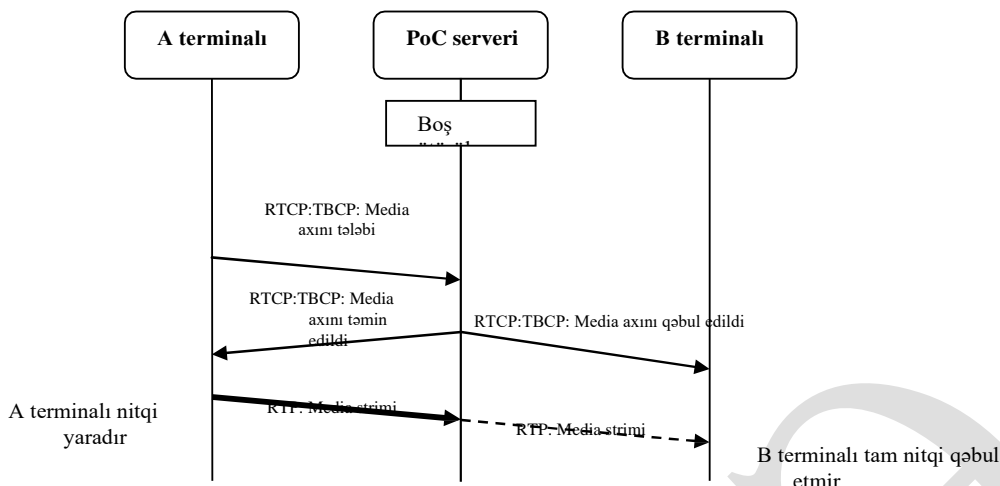 A terminalı
PoC serveri
B terminalı
Boş
RTCP:TBCP: Media
axını tələbi
RTCP:TBCP: Media
axını təmin
edildi
RTCP:TBCP: Media axını qəbul edildi
RTP: Media strimi
RTP: Media strimi
A terminalı nitqi
yaradır
B terminalı tam nitqi qəbul
etmir